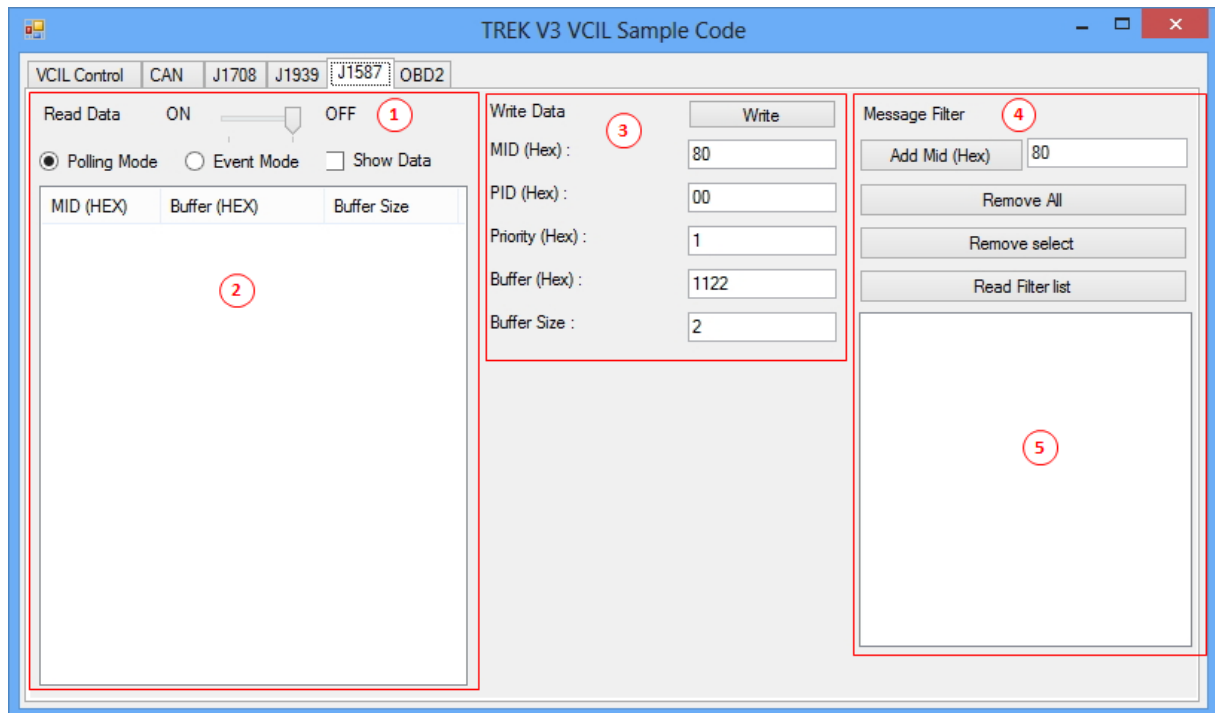 TREK V3 VCIL Sample Code
VCIL Control CAN J1708 J1939 J1587 OBD2
Read Data ON OFF 1
Polling Mode Event Mode Show Data
MID (HEX) Buffer (HEX) Buffer Size
2
Write Data Write
3
MID (Hex) : 80
PID (Hex) : 00
Priority (Hex) : 1
Buffer (Hex) : 1122
Buffer Size : 2
Message Filter 4
Add Mid (Hex) 80
Remove All
Remove select
Read Filter list
5